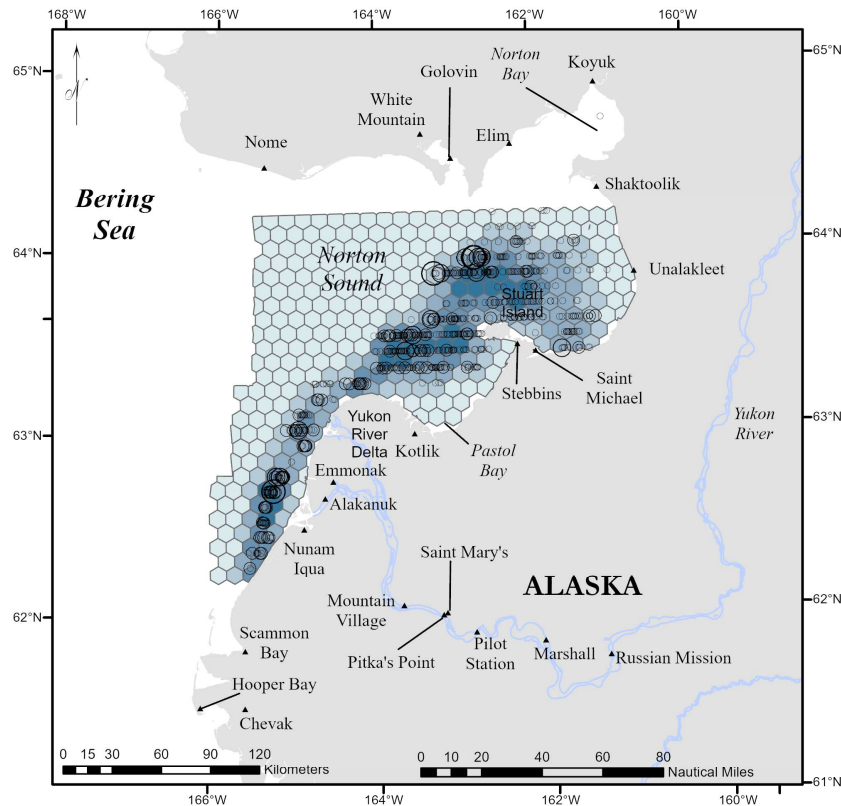 168°W 166°W 164°W 162°W 160°W
65°N
65°N
N
Norton
Bay
Koyuk
Golovin
White
Mountain
Elim
Nome
Shaktoolik
Bering
Sea
64°N
64°N
Norton
Sound
Unalakleet
Stuart
Island
Stebbins
Saint
Michael
63°N
63°N
Yukon
River
Delta
Kotlik
Pastol
Bay
Yukon
River
Emmonak
Alakanuk
Nunam
Iqua
Saint Mary's
ALASKA
62°N
62°N
Mountain
Village
Pitka's Point
Pilot
Station
Marshall
Russian Mission
Scammon
Bay
Hooper Bay
Chevak
0 15 30 60 90 120
Kilometers
0 10 20 40 60 80
Nautical Miles
61°N
166°W 164°W 162°W 160°W